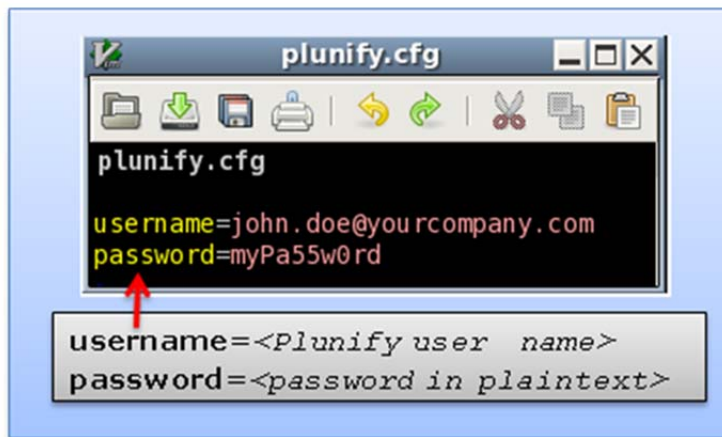 plunify.cfg
plunify.cfg
username=john.doe@yourcompany.com
password=myPa55w0rd
username=<Plunify user name>
password=<password in plaintext>